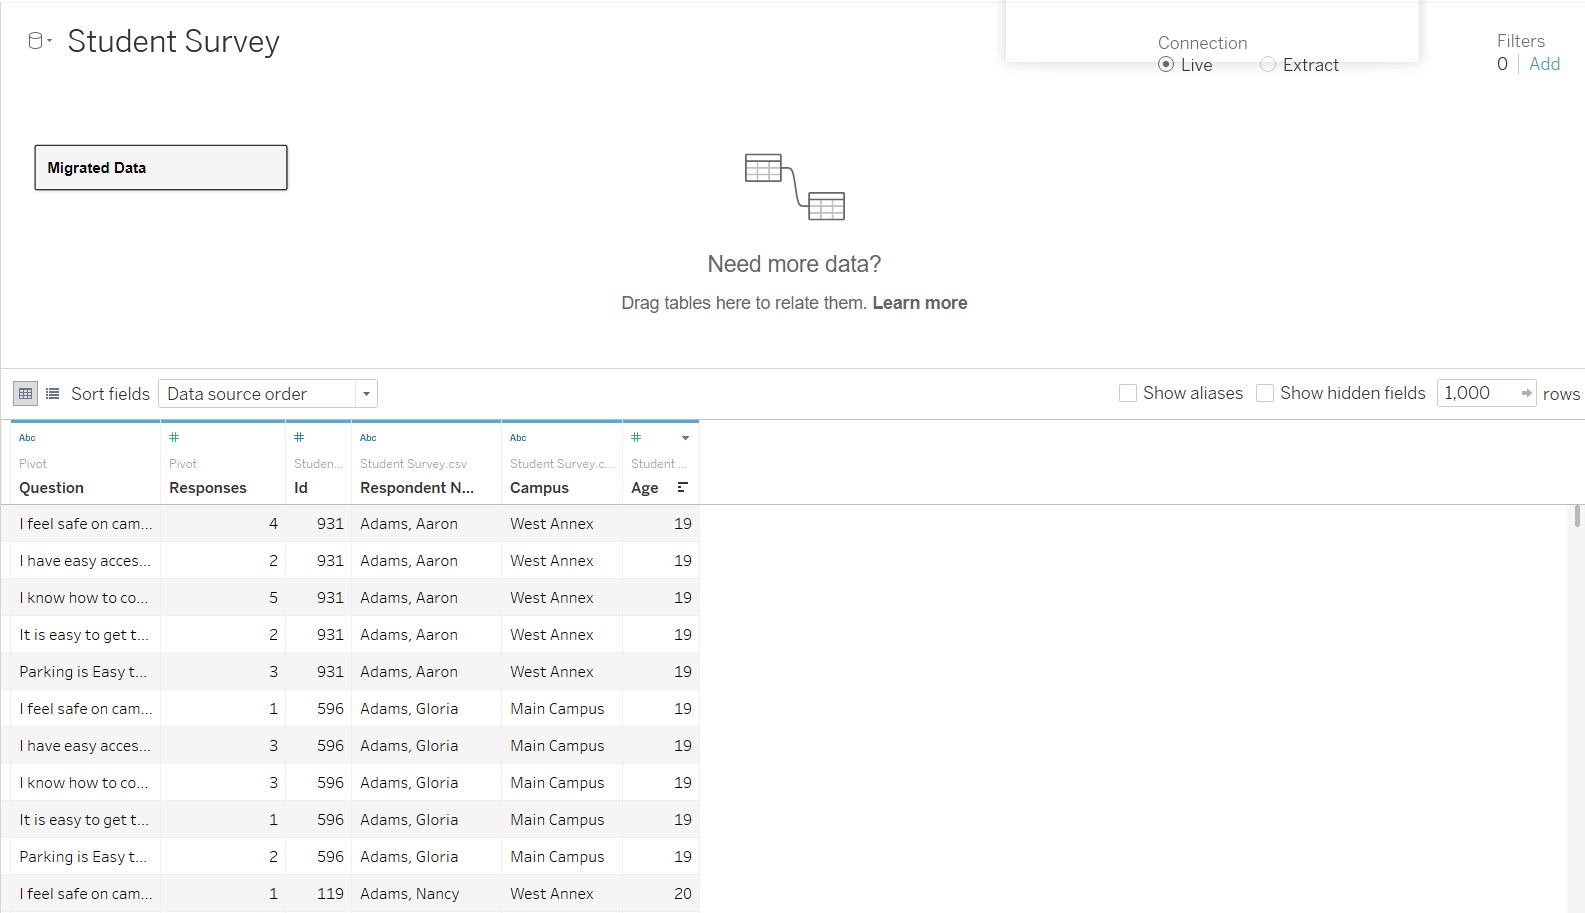 Student Survey
Connection
Live Extract
Filters
0 Add
Migrated Data
Need more data?
Drag tables here to relate them. Learn more
Sort fields Data source order Show aliases Show hidden fields 1,000 rows
Abc # # Abc Abc #
Pivot Pivot Studen... Student Survey.csv Student Survey.c... Student ...
Question Responses Id Respondent N... Campus Age
I feel safe on cam... 4 931 Adams, Aaron West Annex 19
I have easy acces... 2 931 Adams, Aaron West Annex 19
I know how to co... 5 931 Adams, Aaron West Annex 19
It is easy to get t... 2 931 Adams, Aaron West Annex 19
Parking is Easy t... 3 931 Adams, Aaron West Annex 19
I feel safe on cam... 1 596 Adams, Gloria Main Campus 19
I have easy acces... 3 596 Adams, Gloria Main Campus 19
I know how to co... 3 596 Adams, Gloria Main Campus 19
It is easy to get t... 1 596 Adams, Gloria Main Campus 19
Parking is Easy t... 2 596 Adams, Gloria Main Campus 19
I feel safe on cam... 1 119 Adams, Nancy West Annex 20